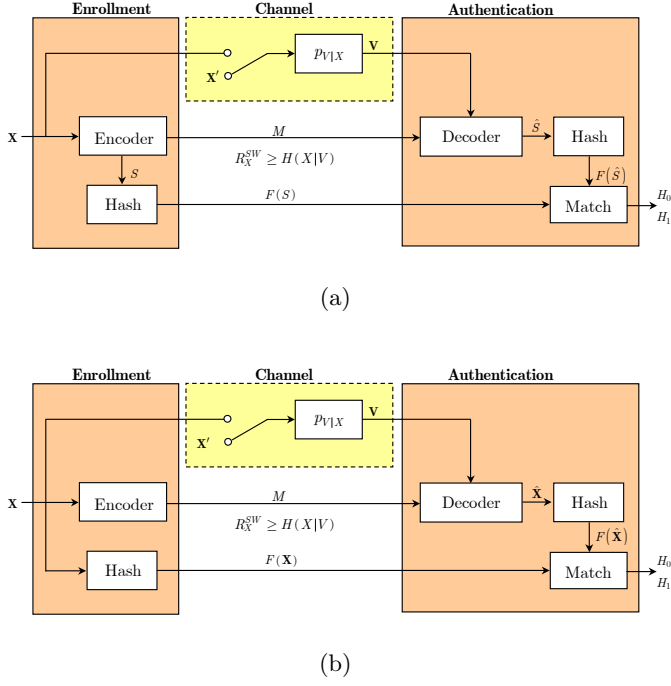 Enrollment Channel Authentication
X′ p_{V|X} V
X Encoder M Decoder Ŝ Hash
R_X^{SW} ≥ H(X|V)
S F(Ŝ)
Hash F(S) Match H_0
H_1
(a)
Enrollment Channel Authentication
X′ p_{V|X} V
X Encoder M Decoder X̂ Hash
R_X^{SW} ≥ H(X|V)
F(X̂)
Hash F(X) Match H_0
H_1
(b)